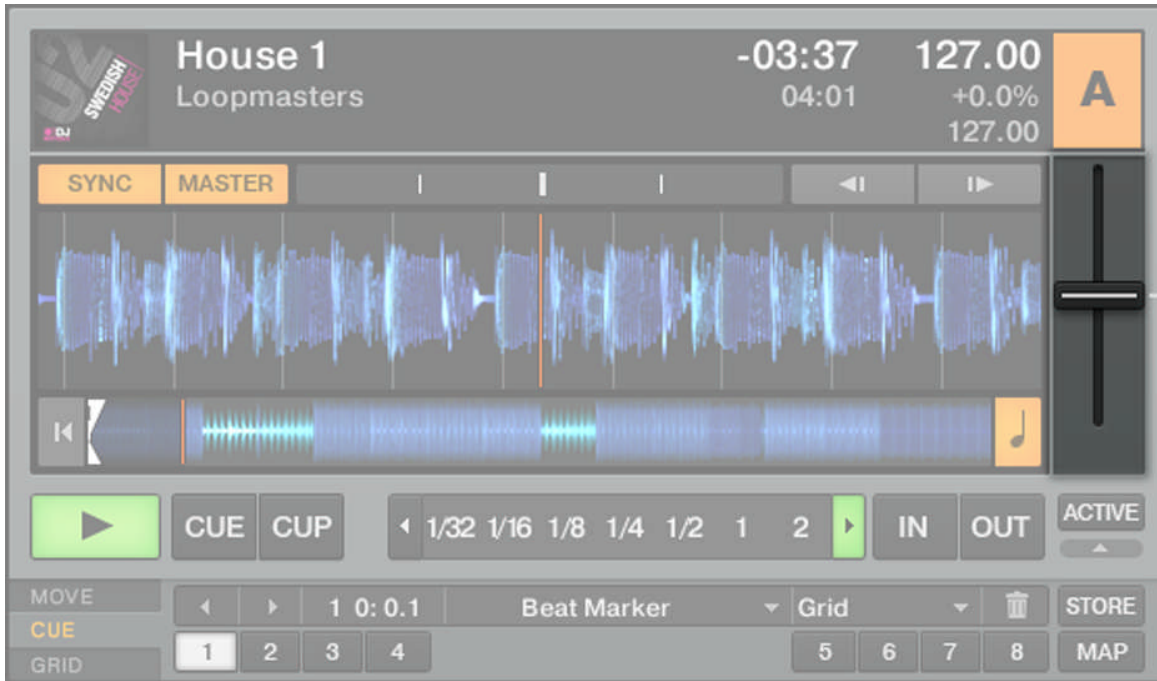 52
SWEDISH
HOUSE
DJ
House 1
Loopmasters
-03:37
04:01
127.00
+0.0%
127.00
A
SYNC
MASTER
CUE
CUP
1/32 1/16 1/8 1/4 1/2 1 2
IN
OUT
ACTIVE
MOVE
CUE
GRID
1 0: 0.1
Beat Marker
Grid
STORE
1
2
3
4
5
6
7
8
MAP